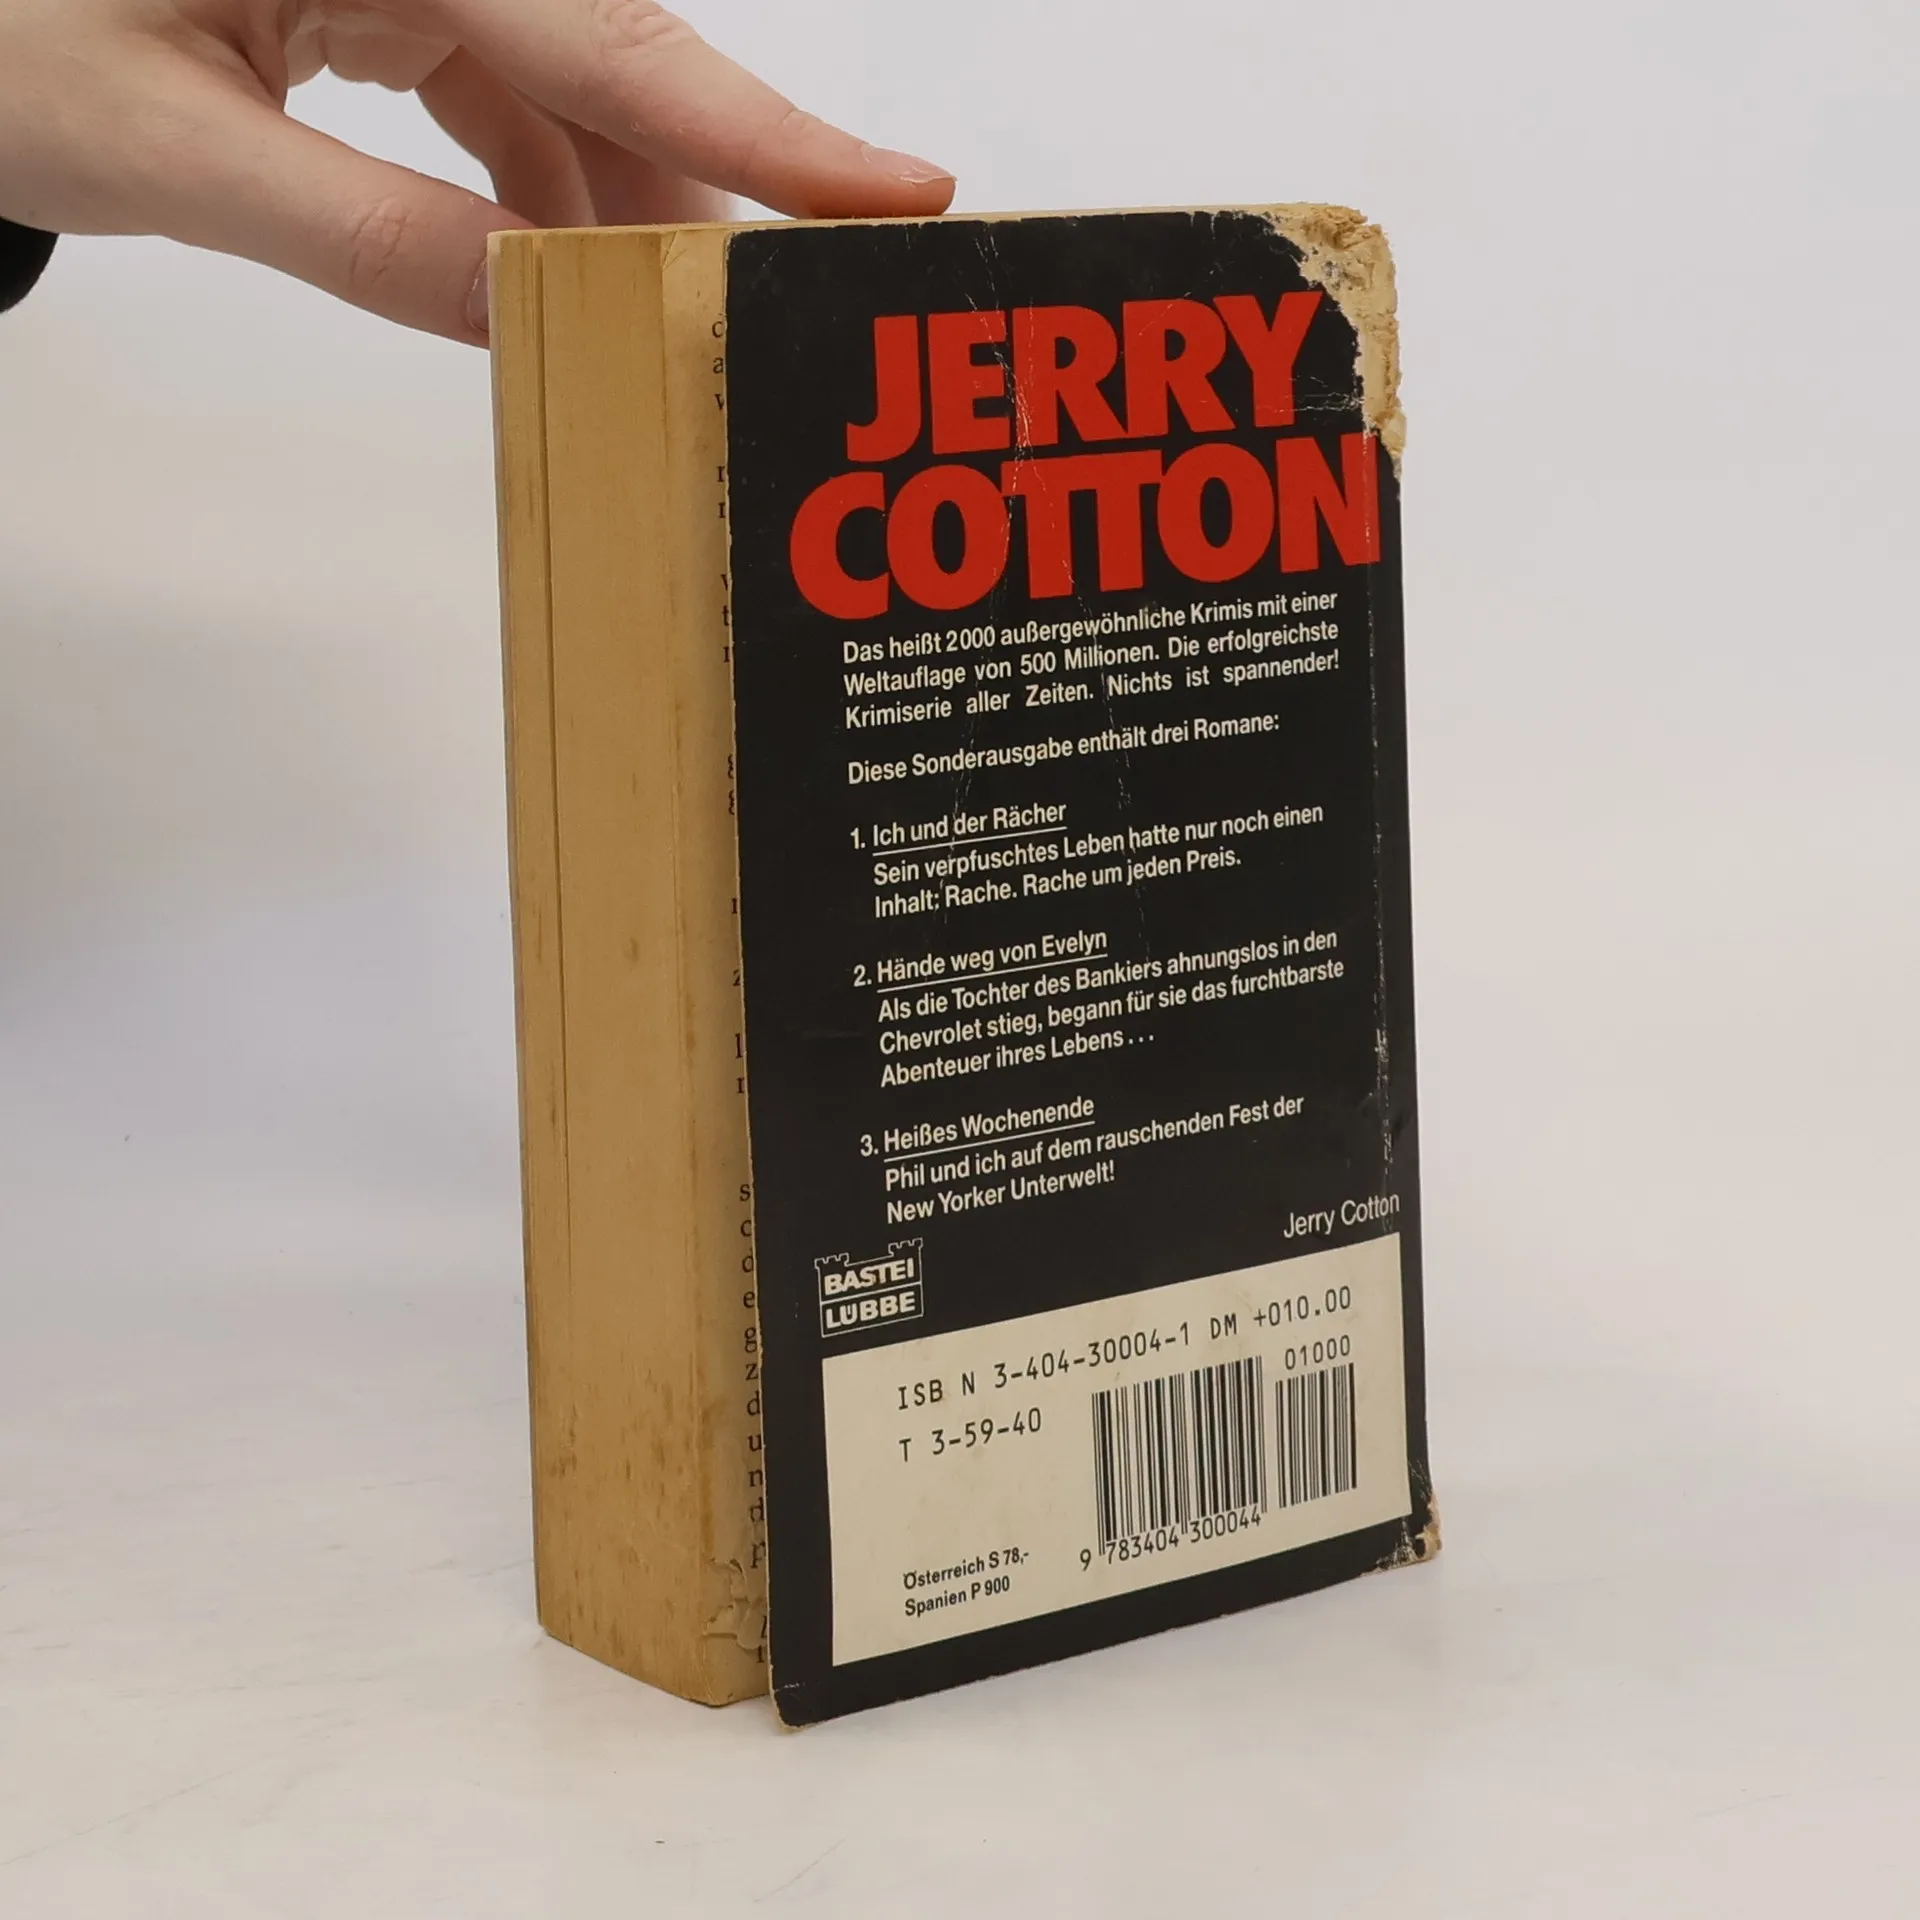 JERRY
COTTON
Das heißt 2000 außergewöhnliche Krimis mit einer
Weltauflage von 500 Millionen. Die erfolgreichste
Krimiserie aller Zeiten. Nichts ist spannender!
Diese Sonderausgabe enthält drei Romane:
1. Ich und der Rächer
Sein verpfuschtes Leben hatte nur noch einen
Inhalt: Rache. Rache um jeden Preis.
2. Hände weg von Evelyn
Als die Tochter des Bankiers ahnungslos in den
Chevrolet stieg, begann für sie das furchtbarste
Abenteuer ihres Lebens...
3. Heißes Wochenende
Phil und ich auf dem rauschenden Fest der
New Yorker Unterwelt!
Jerry Cotton
BASTEI
LÜBBE
ISB N 3-404-30004-1 DM +010.00
T 3-59-40
01000
9 783404 300044
Österreich S 78,-
Spanien P 900